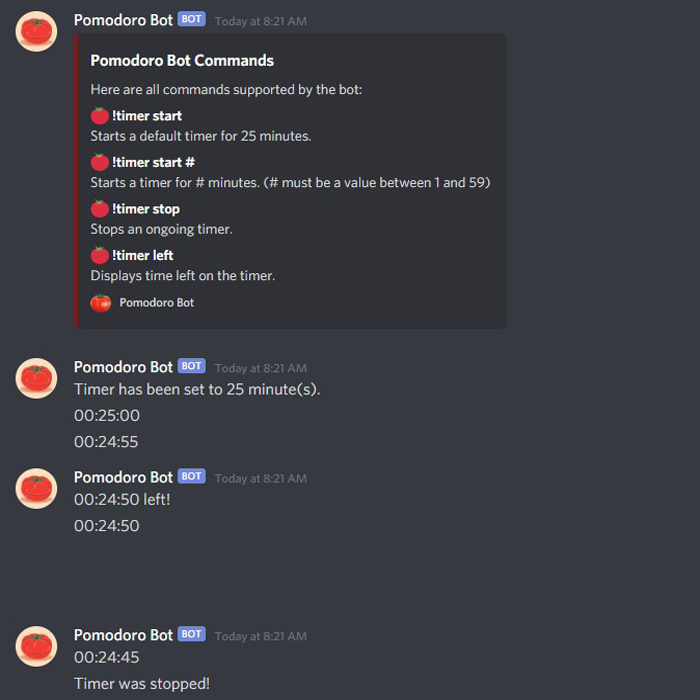 Pomodoro Bot BOT Today at 8:21 AM
Pomodoro Bot Commands
Here are all commands supported by the bot:
!timer start
Starts a default timer for 25 minutes.
!timer start #
Starts a timer for # minutes. (# must be a value between 1 and 59)
!timer stop
Stops an ongoing timer.
!timer left
Displays time left on the timer.
Pomodoro Bot
Pomodoro Bot BOT Today at 8:21 AM
Timer has been set to 25 minute(s).
00:25:00
00:24:55
Pomodoro Bot BOT Today at 8:21 AM
00:24:50 left!
00:24:50
Pomodoro Bot BOT Today at 8:21 AM
00:24:45
Timer was stopped!